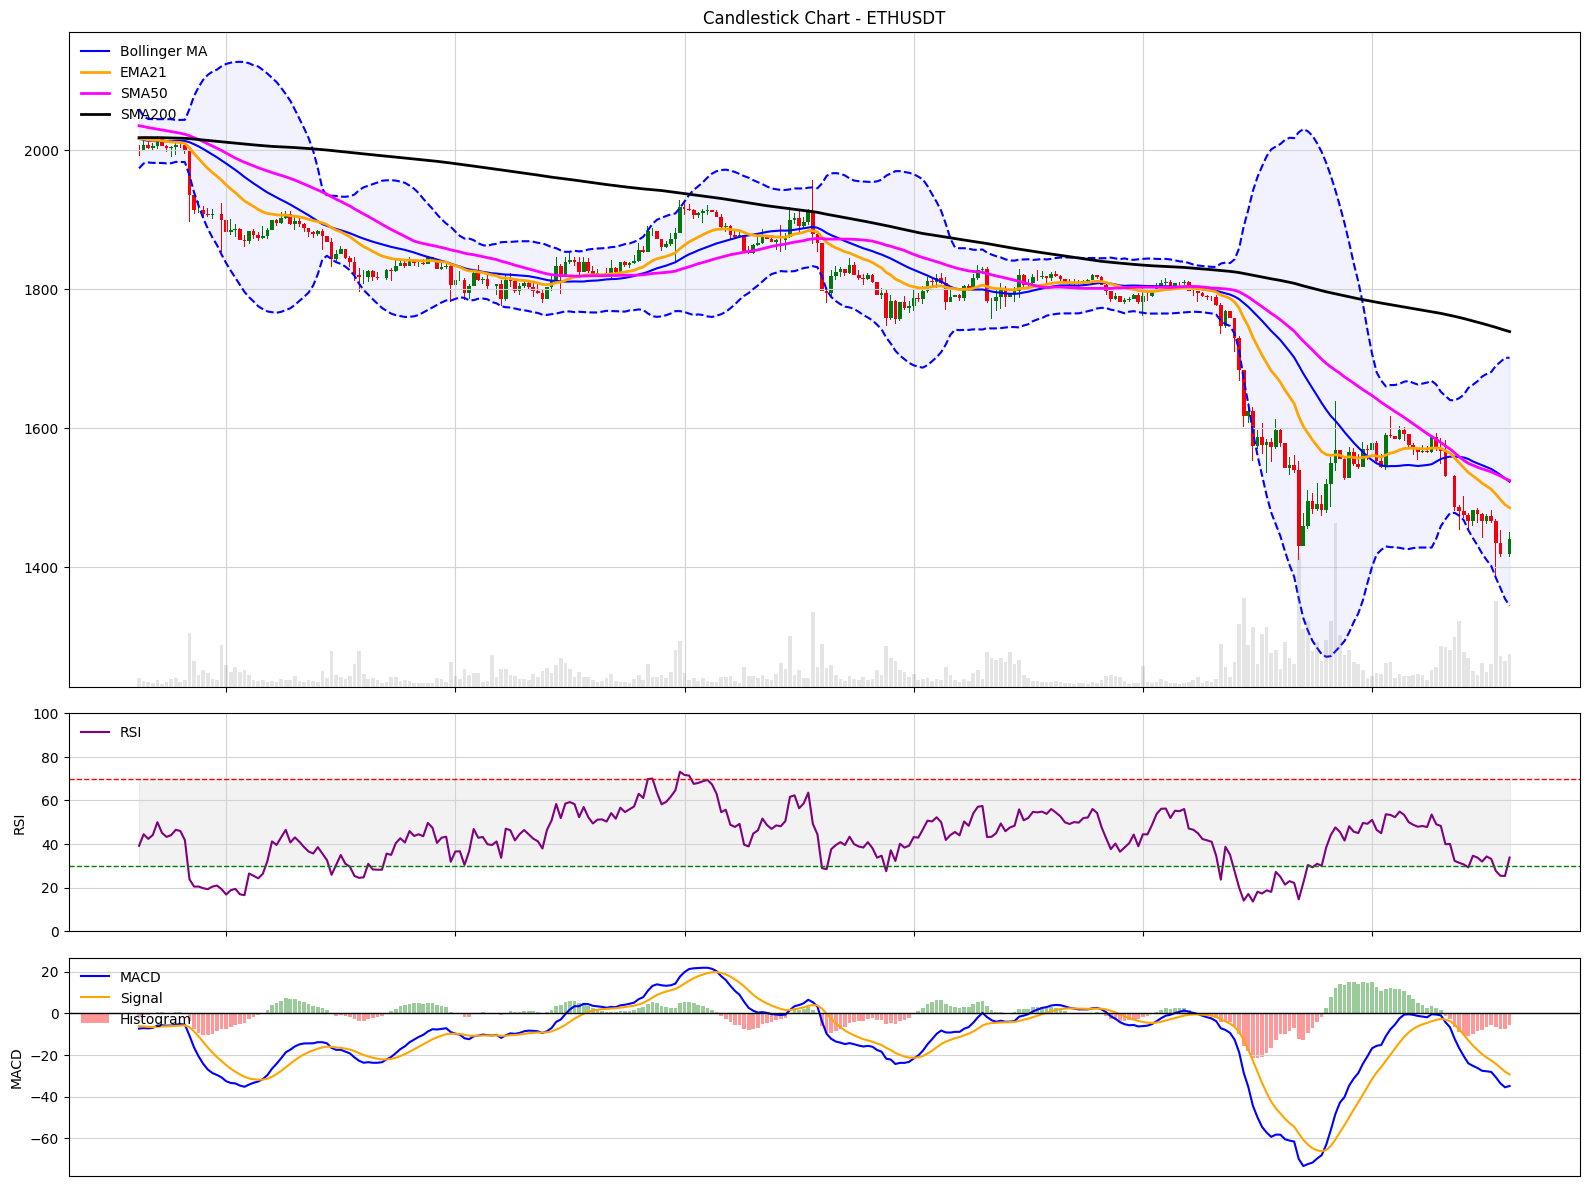 Candlestick Chart - ETHUSDT
Bollinger MA
EMA21
SMA50
SMA200
2000
1800
1600
1400
RSI
100
80
60
40
20
0
RSI
MACD
Signal
Histogram
20
0
−20
−40
−60
MACD